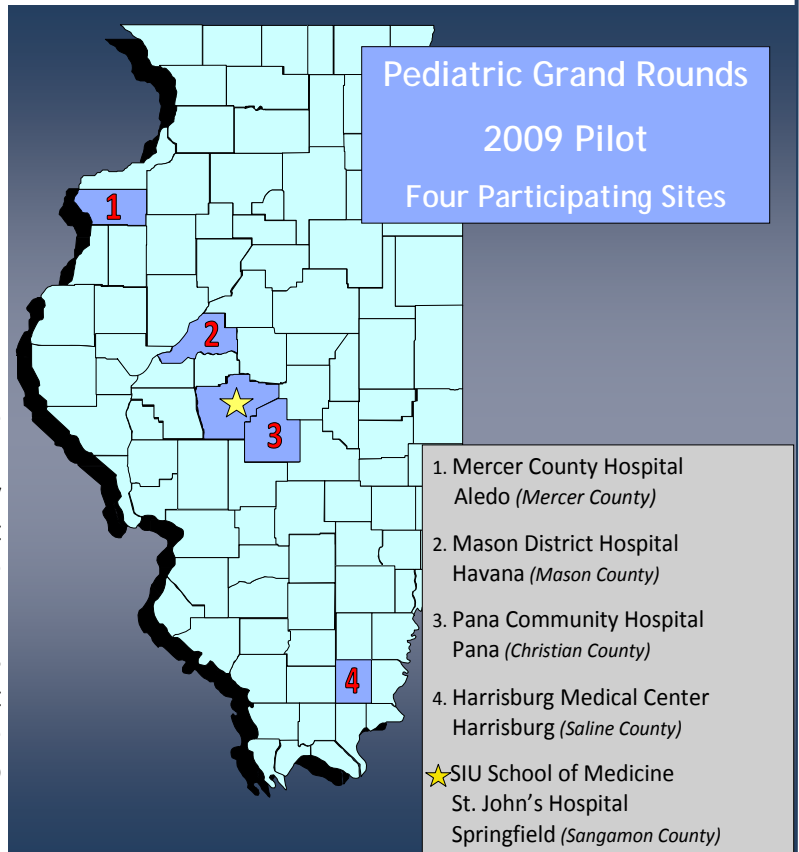 Pediatric Grand Rounds
2009 Pilot
Four Participating Sites
1
2
3
4
1. Mercer County Hospital
Aledo (Mercer County)
2. Mason District Hospital
Havana (Mason County)
3. Pana Community Hospital
Pana (Christian County)
4. Harrisburg Medical Center
Harrisburg (Saline County)
SIU School of Medicine
St. John’s Hospital
Springfield (Sangamon County)